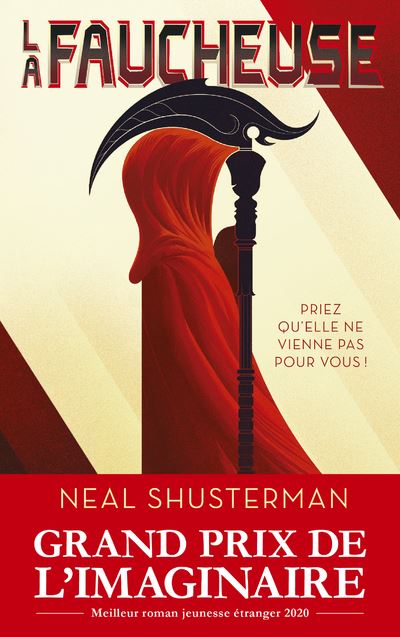 LA FAUCHEUSE
PRIEZ
QU'ELLE NE
VIENNE PAS
POUR VOUS !
NEAL SHUSTERMAN
GRAND PRIX DE
L'IMAGINAIRE
Meilleur roman jeunesse étranger 2020